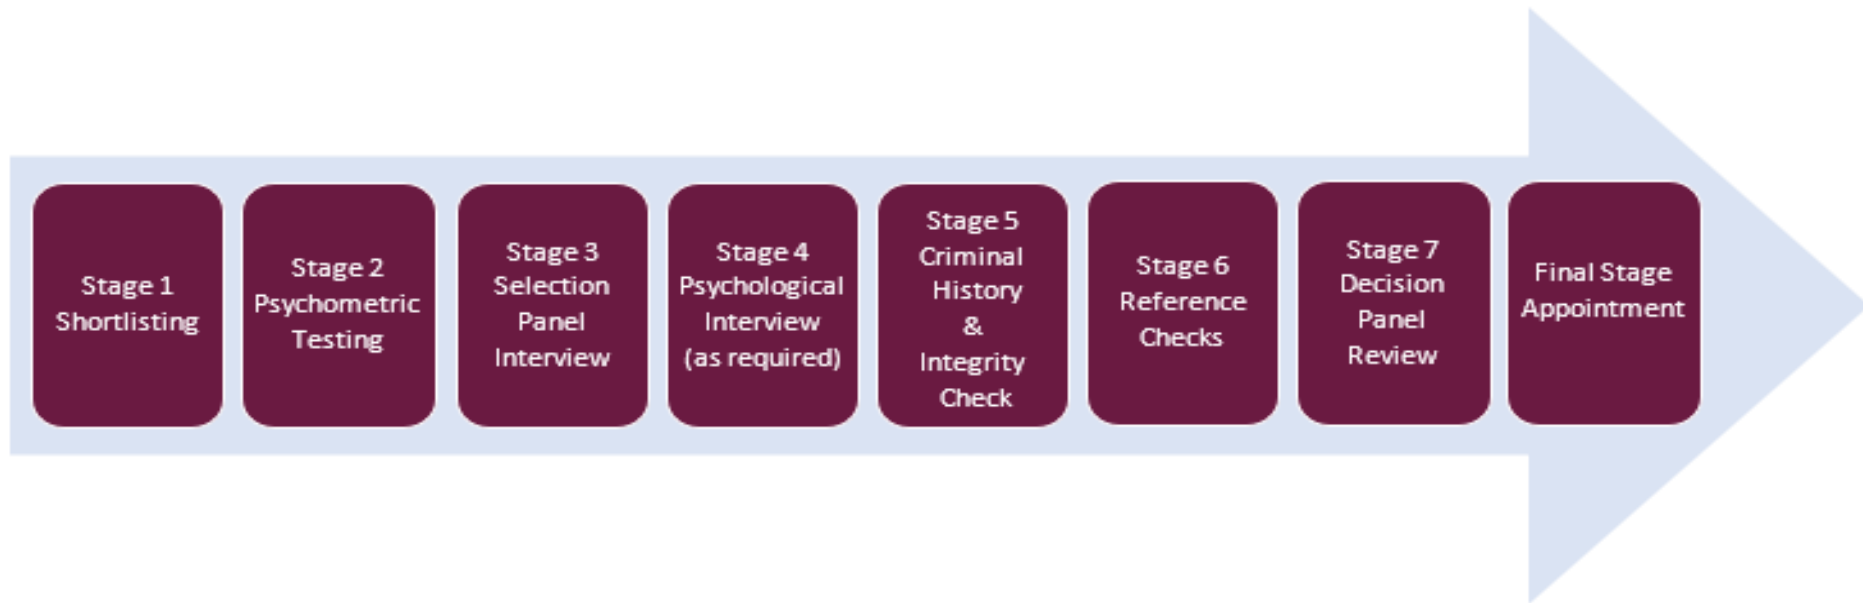 Stage 1
Shortlisting
Stage 2
Psychometric
Testing
Stage 3
Selection
Panel
Interview
Stage 4
Psychological
Interview
(as required)
Stage 5
Criminal
History
&
Integrity
Check
Stage 6
Reference
Checks
Stage 7
Decision
Panel
Review
Final Stage
Appointment